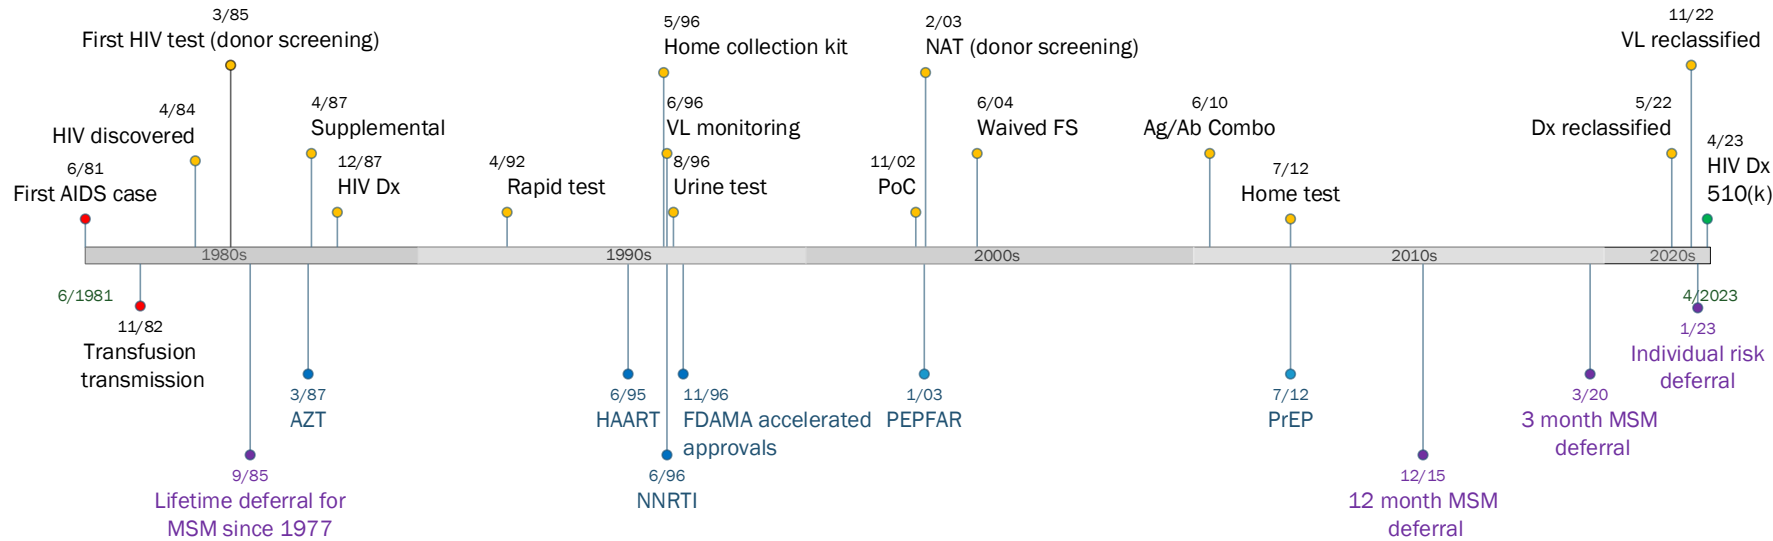 3/85
First HIV test (donor screening)
5/96
Home collection kit
2/03
NAT (donor screening)
11/22
VL reclassified
4/84
HIV discovered
4/87
Supplemental
6/96
VL monitoring
6/04
Waived FS
6/10
Ag/Ab Combo
5/22
Dx reclassified
6/81
First AIDS case
12/87
HIV Dx
4/92
Rapid test
8/96
Urine test
11/02
PoC
7/12
Home test
4/23
HIV Dx
510(k)
1980s
1990s
2000s
2010s
2020s
6/1981
4/2023
11/82
Transfusion
transmission
1/23
Individual risk
deferral
3/87
AZT
6/95
HAART
11/96
FDAMA accelerated
approvals
1/03
PEPFAR
7/12
PrEP
3/20
3 month MSM
deferral
9/85
Lifetime deferral for
MSM since 1977
6/96
NNRTI
12/15
12 month MSM
deferral